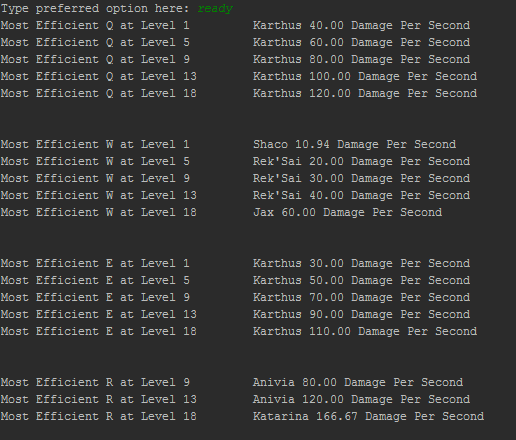 Type preferred option here: ready
Most Efficient Q at Level 1 Karthus 40.00 Damage Per Second
Most Efficient Q at Level 5 Karthus 60.00 Damage Per Second
Most Efficient Q at Level 9 Karthus 80.00 Damage Per Second
Most Efficient Q at Level 13 Karthus 100.00 Damage Per Second
Most Efficient Q at Level 18 Karthus 120.00 Damage Per Second
Most Efficient W at Level 1 Shaco 10.94 Damage Per Second
Most Efficient W at Level 5 Rek'Sai 20.00 Damage Per Second
Most Efficient W at Level 9 Rek'Sai 30.00 Damage Per Second
Most Efficient W at Level 13 Rek'Sai 40.00 Damage Per Second
Most Efficient W at Level 18 Jax 60.00 Damage Per Second
Most Efficient E at Level 1 Karthus 30.00 Damage Per Second
Most Efficient E at Level 5 Karthus 50.00 Damage Per Second
Most Efficient E at Level 9 Karthus 70.00 Damage Per Second
Most Efficient E at Level 13 Karthus 90.00 Damage Per Second
Most Efficient E at Level 18 Karthus 110.00 Damage Per Second
Most Efficient R at Level 9 Anivia 80.00 Damage Per Second
Most Efficient R at Level 13 Anivia 120.00 Damage Per Second
Most Efficient R at Level 18 Katarina 166.67 Damage Per Second